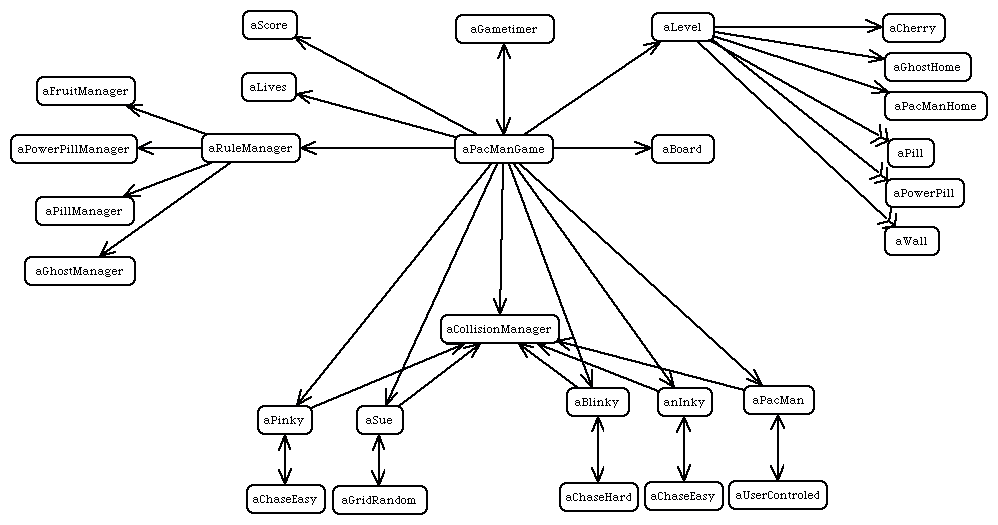 aScore
aGametimer
aLevel
aCherry
aGhostHome
aFruitManager
aLives
aPacManHome
aPowerPillManager
aRuleManager
aPacManGame
aBoard
aPill
aPowerPill
aPillManager
aWall
aGhostManager
aCollisionManager
aPinky
aSue
aBlinky
anInky
aPacMan
aChaseEasy
aGridRandom
aChaseHard
aChaseEasy
aUserControled